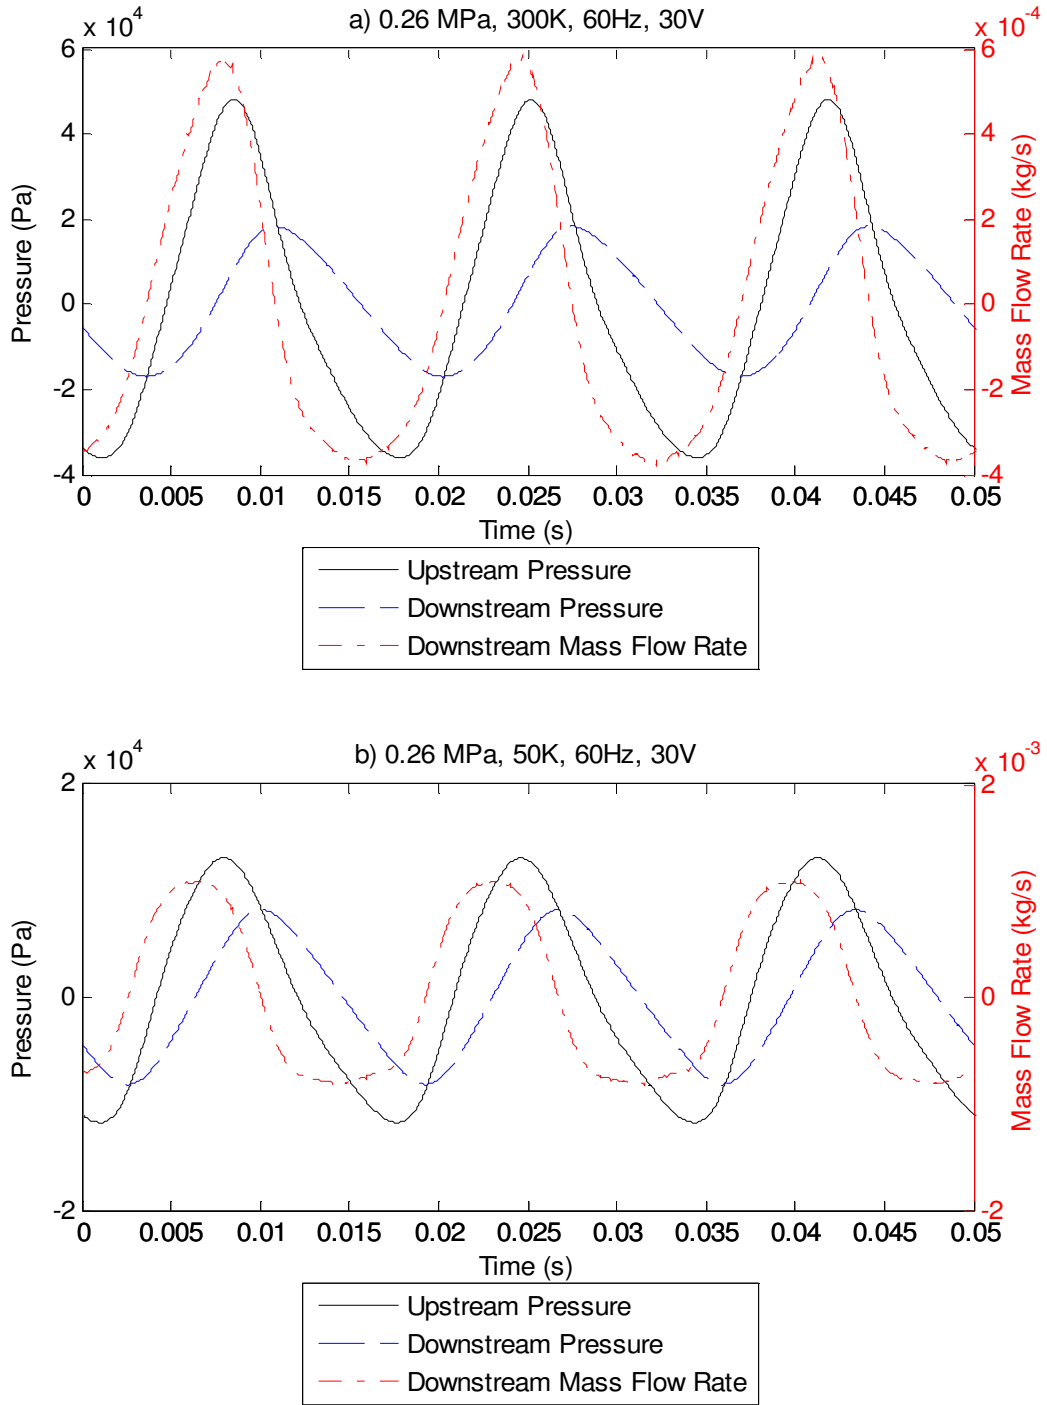 a) 0.26 MPa, 300K, 60Hz, 30V
x 10^4
x 10^-4
6
4
2
0
-2
-4
Pressure (Pa)
6
4
2
0
-2
-4
Mass Flow Rate (kg/s)
0 0.005 0.01 0.015 0.02 0.025 0.03 0.035 0.04 0.045 0.05
Time (s)
Upstream Pressure
Downstream Pressure
Downstream Mass Flow Rate
b) 0.26 MPa, 50K, 60Hz, 30V
x 10^4
x 10^-3
2
0
-2
Pressure (Pa)
2
0
-2
Mass Flow Rate (kg/s)
0 0.005 0.01 0.015 0.02 0.025 0.03 0.035 0.04 0.045 0.05
Time (s)
Upstream Pressure
Downstream Pressure
Downstream Mass Flow Rate